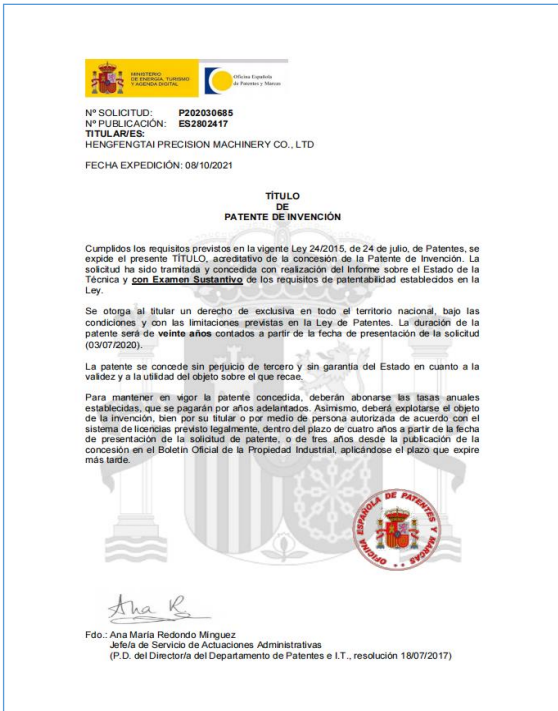 MINISTERIO
DE ENERGÍA, TURISMO
Y AGENDA DIGITAL
Oficina Española
de Patentes y Marcas
Nº SOLICITUD: P202030685
Nº PUBLICACIÓN: ES2802417
TITULAR/ES:
HENGFENGTAI PRECISION MACHINERY CO., LTD
FECHA EXPEDICIÓN: 08/10/2021
TÍTULO
DE
PATENTE DE INVENCIÓN
Cumplidos los requisitos previstos en la vigente Ley 24/2015, de 24 de julio, de Patentes, se
expide el presente TÍTULO, acreditativo de la concesión de la Patente de Invención. La
solicitud ha sido tramitada y concedida con realización del Informe sobre el Estado de la
Técnica y con Examen Sustantivo de los requisitos de patentabilidad establecidos en la
Ley.
Se otorga al titular un derecho de exclusiva en todo el territorio nacional, bajo las
condiciones y con las limitaciones previstas en la Ley de Patentes. La duración de la
patente será de veinte años contados a partir de la fecha de presentación de la solicitud
(03/07/2020).
La patente se concede sin perjuicio de tercero y sin garantía del Estado en cuanto a la
validez y a la utilidad del objeto sobre el que recae.
Para mantener en vigor la patente concedida, deberán abonarse las tasas anuales
establecidas, que se pagarán por años adelantados. Asimismo, deberá explotarse el objeto
de la invención, bien por su titular o por medio de persona autorizada de acuerdo con el
sistema de licencias previsto legalmente, dentro del plazo de cuatro años a partir de la fecha
de presentación de la solicitud de patente, o de tres años desde la publicación de la
concesión en el Boletín Oficial de la Propiedad Industrial, aplicándose el plazo que expire
más tarde.
OFICINA ESPAÑOLA DE PATENTES Y MARCAS
Ana R
Fdo.: Ana María Redondo Mínguez
Jefe/a de Servicio de Actuaciones Administrativas
(P.D. del Director/a del Departamento de Patentes e I.T., resolución 18/07/2017)